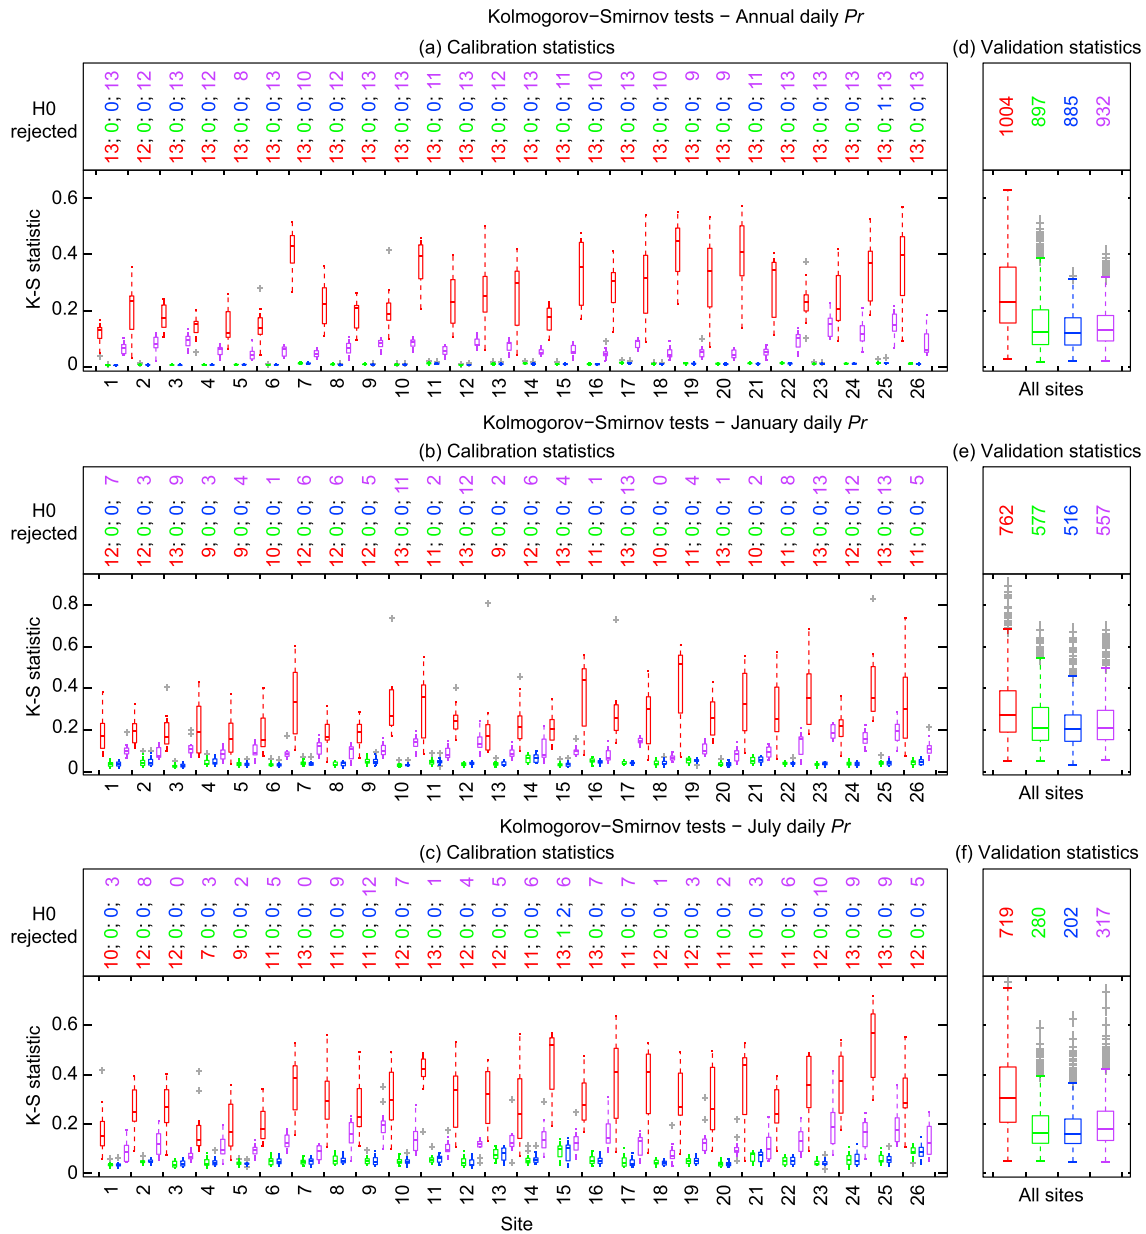 Kolmogorov−Smirnov tests − Annual daily Pr
(a) Calibration statistics
(d) Validation statistics
H0
rejected
13; 0; 0; 13
12; 0; 0; 12
13; 0; 0; 13
13; 0; 0; 12
13; 0; 0; 8
13; 0; 0; 13
13; 0; 0; 10
13; 0; 0; 12
13; 0; 0; 13
13; 0; 0; 13
13; 0; 0; 11
13; 0; 0; 13
13; 0; 0; 12
13; 0; 0; 13
13; 0; 0; 11
13; 0; 0; 10
13; 0; 0; 13
13; 0; 0; 10
13; 0; 0; 9
13; 0; 0; 9
13; 0; 0; 11
13; 0; 0; 13
13; 0; 0; 13
13; 0; 0; 13
13; 0; 1; 13
13; 0; 0; 13
1004
897
885
932
K-S statistic
0.6
0.4
0.2
0
1 2 3 4 5 6 7 8 9 10 11 12 13 14 15 16 17 18 19 20 21 22 23 24 25 26
All sites
Kolmogorov−Smirnov tests − January daily Pr
(b) Calibration statistics
(e) Validation statistics
H0
rejected
12; 0; 0; 7
12; 0; 0; 3
13; 0; 0; 9
9; 0; 0; 3
9; 0; 0; 4
10; 0; 0; 1
12; 0; 0; 6
12; 0; 0; 6
12; 0; 0; 5
13; 0; 0; 11
11; 0; 0; 2
13; 0; 0; 12
9; 0; 0; 2
12; 0; 0; 6
13; 0; 0; 4
11; 0; 0; 1
13; 0; 0; 13
10; 0; 0; 0
11; 0; 0; 4
13; 0; 0; 1
10; 0; 0; 2
11; 0; 0; 8
13; 0; 0; 13
12; 0; 0; 12
13; 0; 0; 13
11; 0; 0; 5
762
577
516
557
K-S statistic
0.8
0.6
0.4
0.2
0
1 2 3 4 5 6 7 8 9 10 11 12 13 14 15 16 17 18 19 20 21 22 23 24 25 26
All sites
Kolmogorov−Smirnov tests − July daily Pr
(c) Calibration statistics
(f) Validation statistics
H0
rejected
10; 0; 0; 3
12; 0; 0; 8
12; 0; 0; 0
7; 0; 0; 3
9; 0; 0; 2
11; 0; 0; 5
13; 0; 0; 0
11; 0; 0; 9
11; 0; 0; 12
12; 0; 0; 7
13; 0; 0; 1
12; 0; 0; 4
12; 0; 0; 5
11; 0; 0; 6
13; 1; 2; 6
13; 0; 0; 7
11; 0; 0; 7
12; 0; 0; 1
12; 0; 0; 3
11; 0; 0; 2
11; 0; 0; 3
11; 0; 0; 6
12; 0; 0; 10
13; 0; 0; 9
13; 0; 0; 9
12; 0; 0; 5
719
280
202
317
K-S statistic
0.6
0.4
0.2
0
1 2 3 4 5 6 7 8 9 10 11 12 13 14 15 16 17 18 19 20 21 22 23 24 25 26
All sites
Site